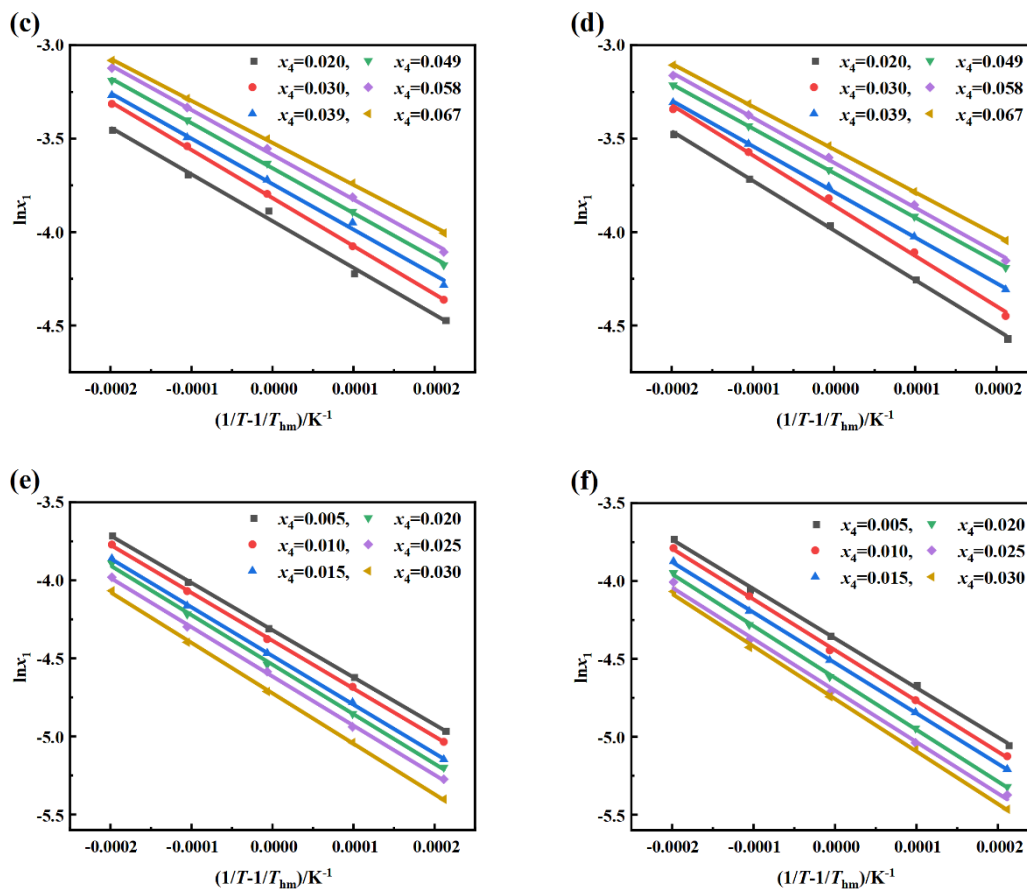 (c)
-3.0
-3.5
-4.0
-4.5
lnx₁
x₄=0.020, x₄=0.049
x₄=0.030, x₄=0.058
x₄=0.039, x₄=0.067
-0.0002 -0.0001 0.0000 0.0001 0.0002
(1/T-1/Tₕₘ)/K⁻¹
(d)
-3.0
-3.5
-4.0
-4.5
lnx₁
x₄=0.020, x₄=0.049
x₄=0.030, x₄=0.058
x₄=0.039, x₄=0.067
-0.0002 -0.0001 0.0000 0.0001 0.0002
(1/T-1/Tₕₘ)/K⁻¹
(e)
-3.5
-4.0
-4.5
-5.0
-5.5
lnx₁
x₄=0.005, x₄=0.020
x₄=0.010, x₄=0.025
x₄=0.015, x₄=0.030
-0.0002 -0.0001 0.0000 0.0001 0.0002
(1/T-1/Tₕₘ)/K⁻¹
(f)
-3.5
-4.0
-4.5
-5.0
-5.5
lnx₁
x₄=0.005, x₄=0.020
x₄=0.010, x₄=0.025
x₄=0.015, x₄=0.030
-0.0002 -0.0001 0.0000 0.0001 0.0002
(1/T-1/Tₕₘ)/K⁻¹